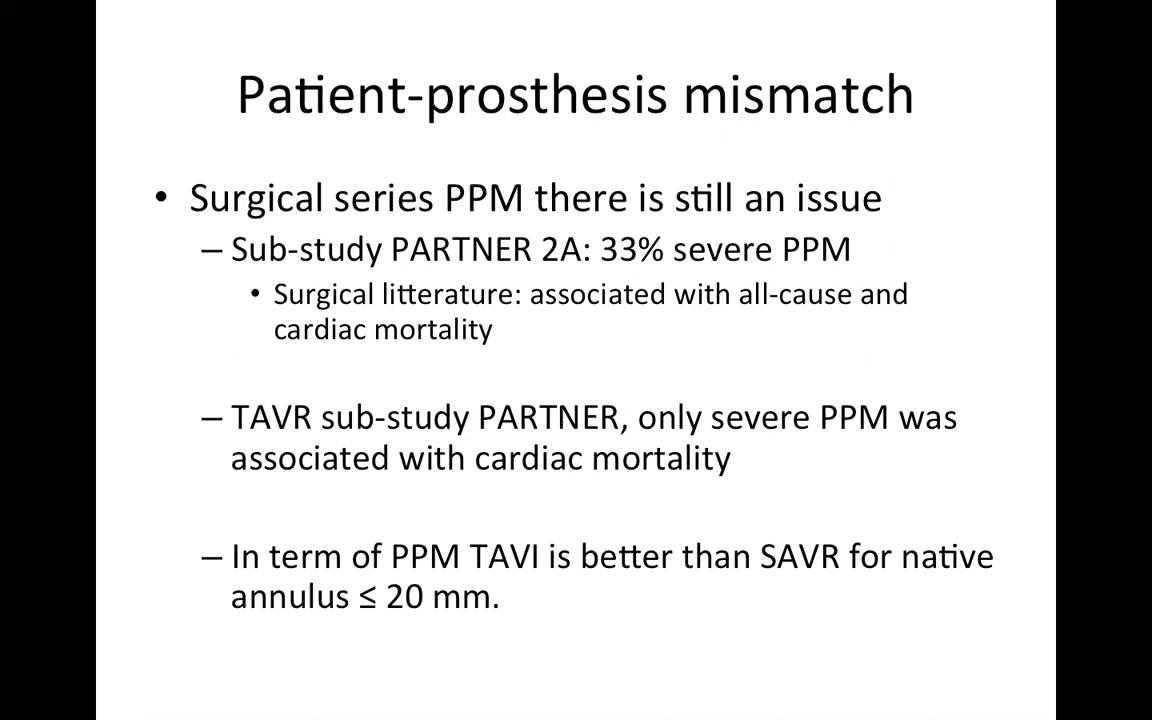 Patient-prosthesis mismatch
• Surgical series PPM there is still an issue
– Sub-study PARTNER 2A: 33% severe PPM
• Surgical litterature: associated with all-cause and
cardiac mortality
– TAVR sub-study PARTNER, only severe PPM was
associated with cardiac mortality
– In term of PPM TAVI is better than SAVR for native
annulus ≤ 20 mm.